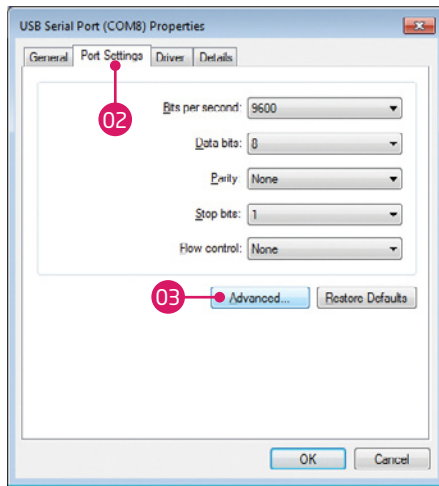 USB Serial Port (COM8) Properties
General Port Settings Driver Details
02
Bits per second: 9600
Data bits: 8
Parity None
Stop bits: 1
Flow control: None
03 Advanced... Restore Defaults
OK Cancel